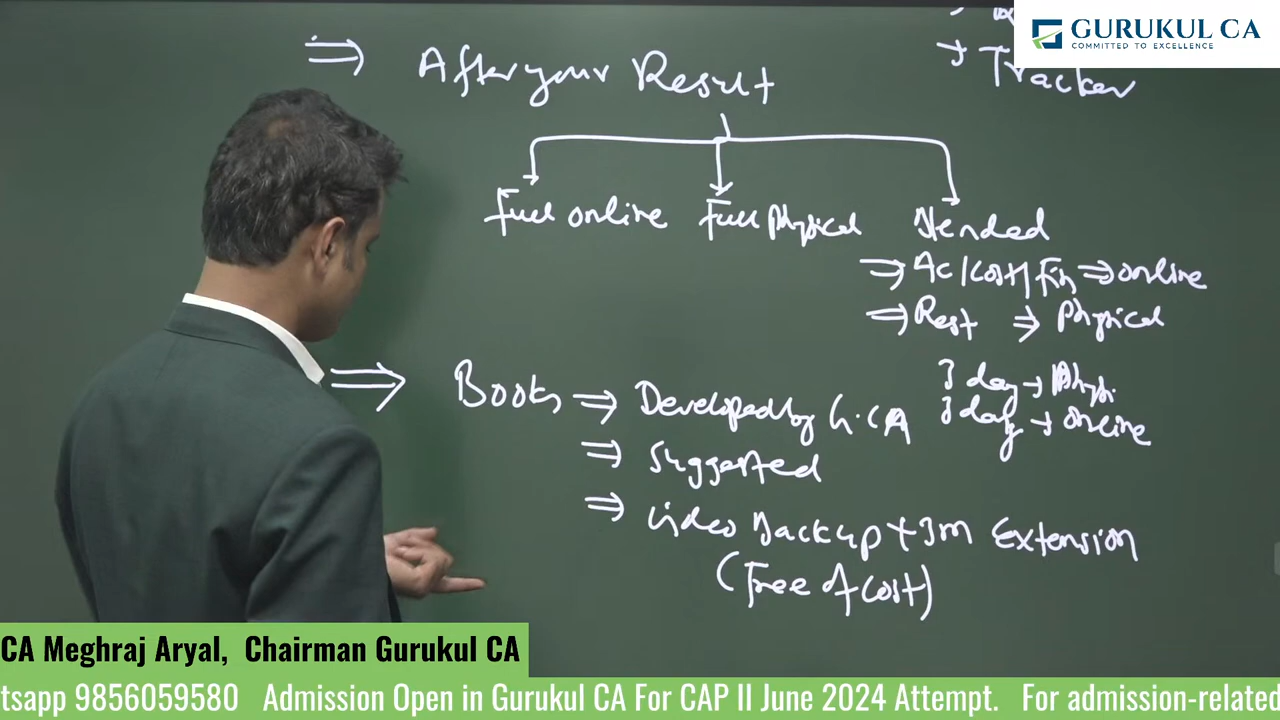 GURUKUL CA
COMMITTED TO EXCELLENCE
→ Tracker
⇒ After your Result
Full online Full physical Blended
⇒ Ac/Cost/Fin ⇒ online
⇒ Rest ⇒ Physical
3 day → Physi.
3 day → online
⇒ Books ⇒ Developed by G.CA
⇒ Suggested
⇒ Video Backup + 3m Extension
(Free of cost)
CA Meghraj Aryal, Chairman Gurukul CA
tsapp 9856059580 Admission Open in Gurukul CA For CAP II June 2024 Attempt. For admission-related